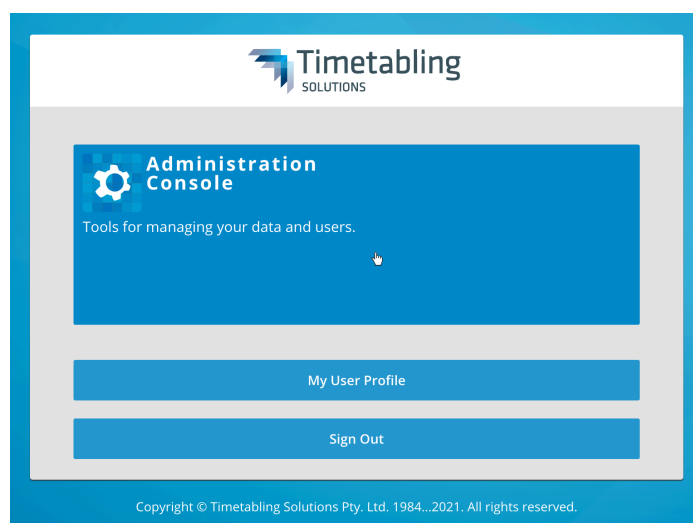 Timetabling
SOLUTIONS
Administration
Console
Tools for managing your data and users.
My User Profile
Sign Out
Copyright © Timetabling Solutions Pty. Ltd. 1984...2021. All rights reserved.